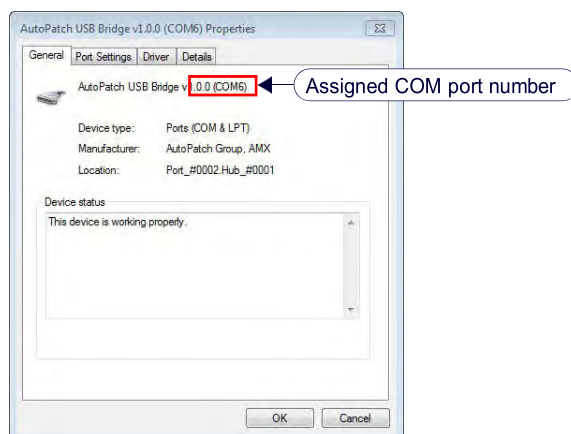 AutoPatch USB Bridge v1.0.0 (COM6) Properties
General Port Settings Driver Details
AutoPatch USB Bridge v1.0.0 (COM6)
Assigned COM port number
Device type: Ports (COM & LPT)
Manufacturer: AutoPatch Group, AMX
Location: Port_#0002.Hub_#0001
Device status
This device is working properly.
OK Cancel